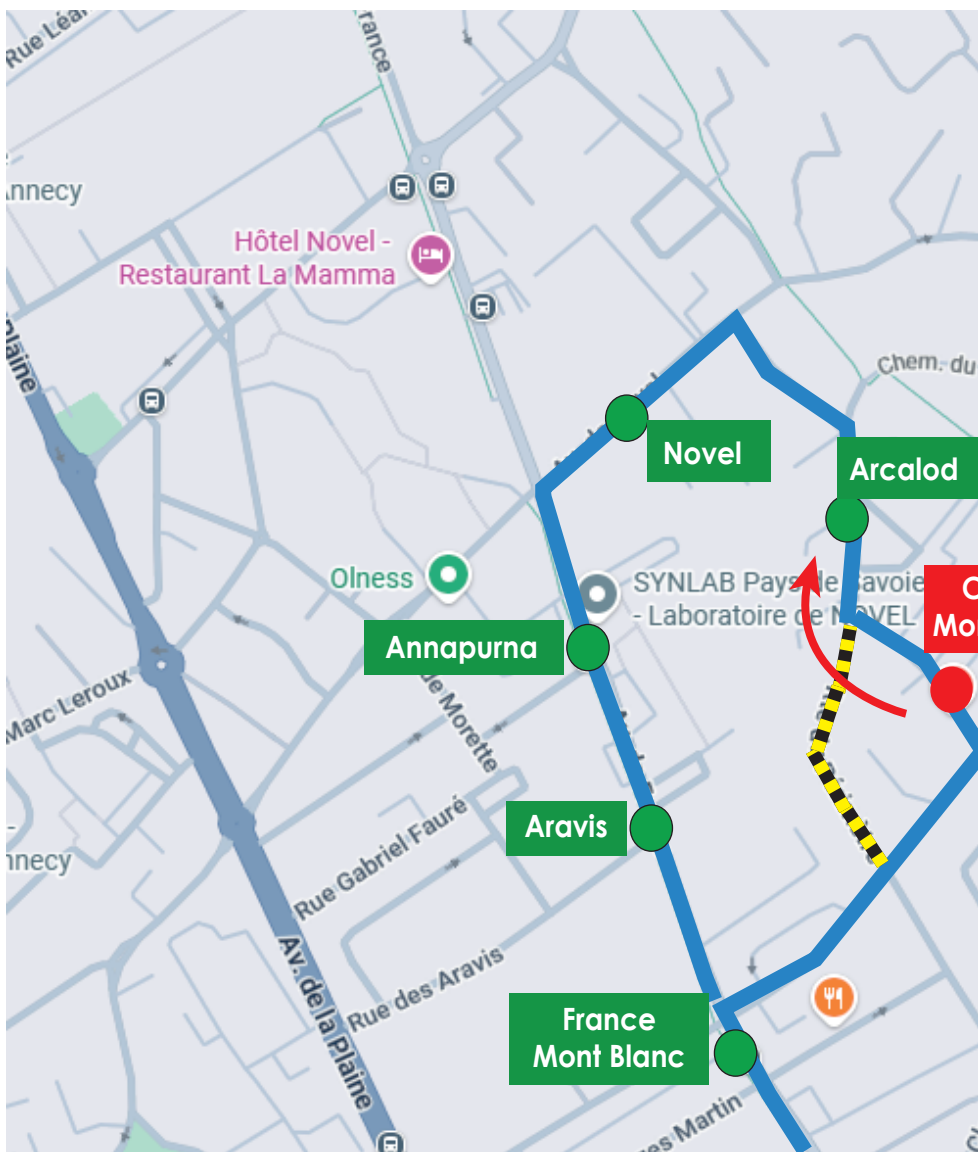 Rue Léa
rance
Annecy
Hôtel Novel -
Restaurant La Mamma
Plaine
Chem. du
Novel
Arcalod
Olness
SYNLAB Pays de Savoie
- Laboratoire de NOVEL
Mo
Annapurna
Marc Leroux
de Morette
Aravis
Rue Gabriel Fauré
nnecy
Av. de la Plaine
Rue des Aravis
France
Mont Blanc
es Martin